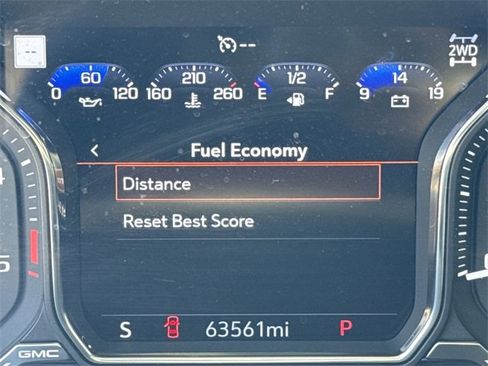 --
--
2WD
60 210 1/2 14
0 120 160 260 E F 9 19
Fuel Economy
Distance
Reset Best Score
S 63561mi P
GMC